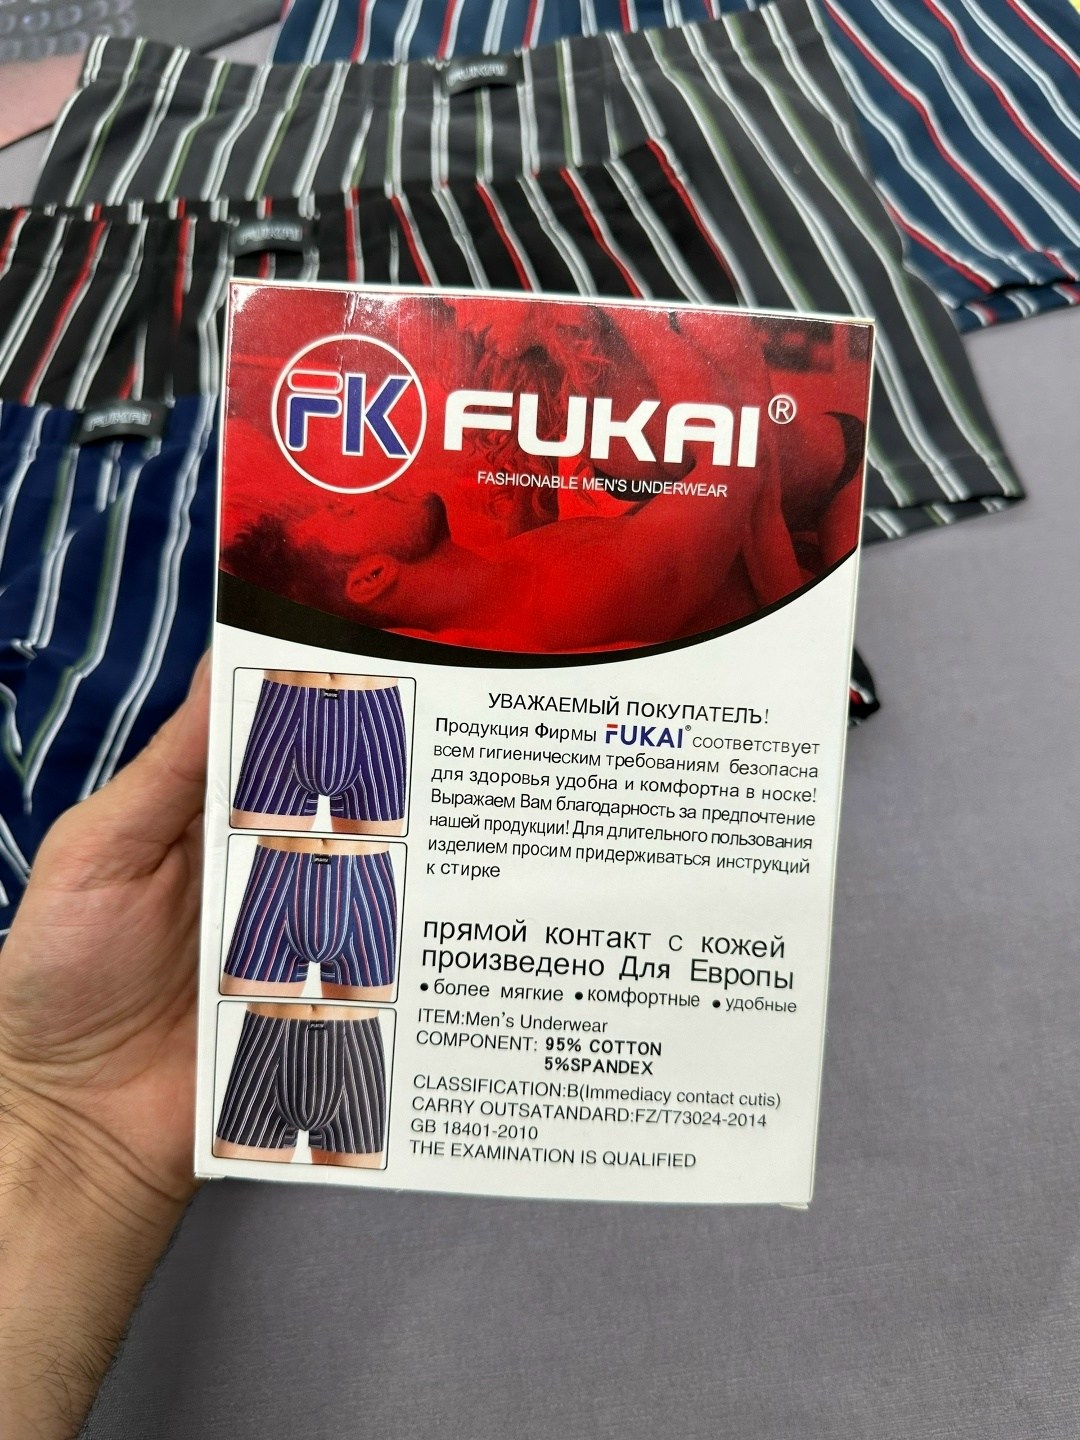 FUKAI
FUKAI
FUKAI
FK FUKAI®
FASHIONABLE MEN'S UNDERWEAR
УВАЖАЕМЫЙ ПОКУПАТЕЛЪ!
Продукция Фирмы FUKAI® соответствует
всем гигиеническим требованиям безопасна
для здоровья удобна и комфортна в носке!
Выражаем Вам благодарность за предпочтение
нашей продукции! Для длительного пользования
изделием просим придерживаться инструкций
к стирке
прямой контакт с кожей
произведено Для Европы
• более мягкие • комфортные • удобные
ITEM:Men's Underwear
COMPONENT: 95% COTTON
5%SPANDEX
CLASSIFICATION:B(Immediacy contact cutis)
CARRY OUTSATANDARD:FZ/T73024-2014
GB 18401-2010
THE EXAMINATION IS QUALIFIED